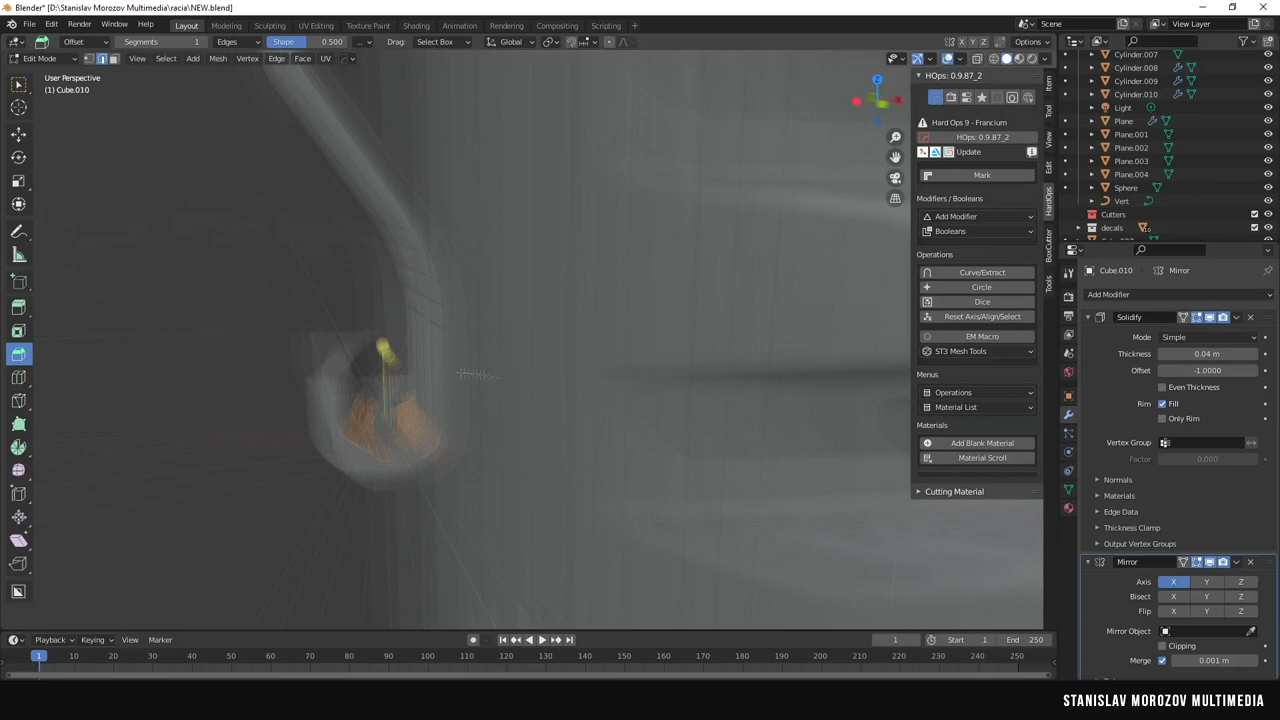 Blender* [D:\Stanislav Morozov Multimedia\racia\NEW.blend]
File Edit Render Window Help Layout Modeling Sculpting UV Editing Texture Paint Shading Animation Rendering Compositing Scripting + Scene View Layer
Offset Segments 1 Edges Shape 0.500 ... Drag: Select Box Global X Y Z Options
Edit Mode View Select Add Mesh Vertex Edge Face UV
User Perspective
(1) Cube.010
HOps: 0.9.87_2
Hard Ops 9 - Francium
HOps: 0.9.87_2
Update
Mark
Modifiers / Booleans
Add Modifier
Booleans
Operations
Curve/Extract
Circle
Dice
Reset Axis/Align/Select
EM Macro
ST3 Mesh Tools
Menus
Operations
Material List
Materials
Add Blank Material
Material Scroll
Cutting Material
Item
Tool
View
Edit
HardOps
BoxCutter
Tools
Cylinder.007
Cylinder.008
Cylinder.009
Cylinder.010
Light
Plane
Plane.001
Plane.002
Plane.003
Plane.004
Sphere
Vert
Cutters
decals
Cube.010 Mirror
Add Modifier
Solidify
Mode Simple
Thickness 0.04 m
Offset -1.0000
Even Thickness
Rim Fill
Only Rim
Vertex Group
Factor 0.000
Normals
Materials
Edge Data
Thickness Clamp
Output Vertex Groups
Mirror
Axis X Y Z
Bisect X Y Z
Flip X Y Z
Mirror Object
Clipping
Merge 0.001 m
Playback Keying View Marker 1 Start 1 End 250
1 10 20 30 40 50 60 70 80 90 100 110 120 130 140 150 160 170 180 190 200 210 220 230 240 250
STANISLAV MOROZOV MULTIMEDIA